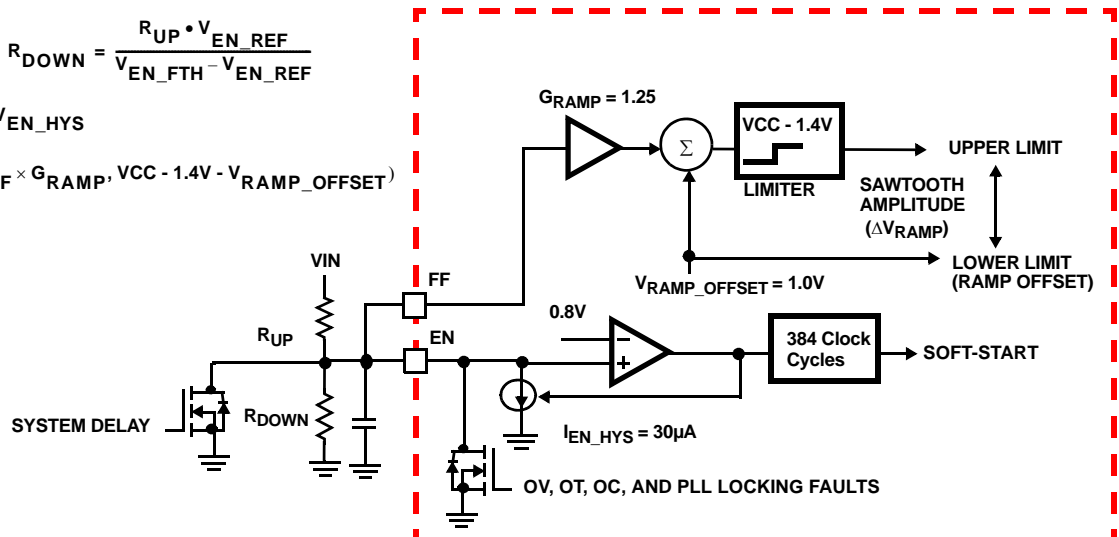 R_DOWN = R_UP • V_EN_REF / V_EN_FTH – V_EN_REF
EN_HYS
F × G_RAMP, VCC - 1.4V - V_RAMP_OFFSET)
G_RAMP = 1.25
Σ
VCC - 1.4V
LIMITER
UPPER LIMIT
SAWTOOTH
AMPLITUDE
(ΔV_RAMP)
LOWER LIMIT
(RAMP OFFSET)
V_RAMP_OFFSET = 1.0V
VIN
FF
R_UP
EN
0.8V
–
+
384 Clock
Cycles
SOFT-START
SYSTEM DELAY
R_DOWN
I_EN_HYS = 30µA
OV, OT, OC, AND PLL LOCKING FAULTS